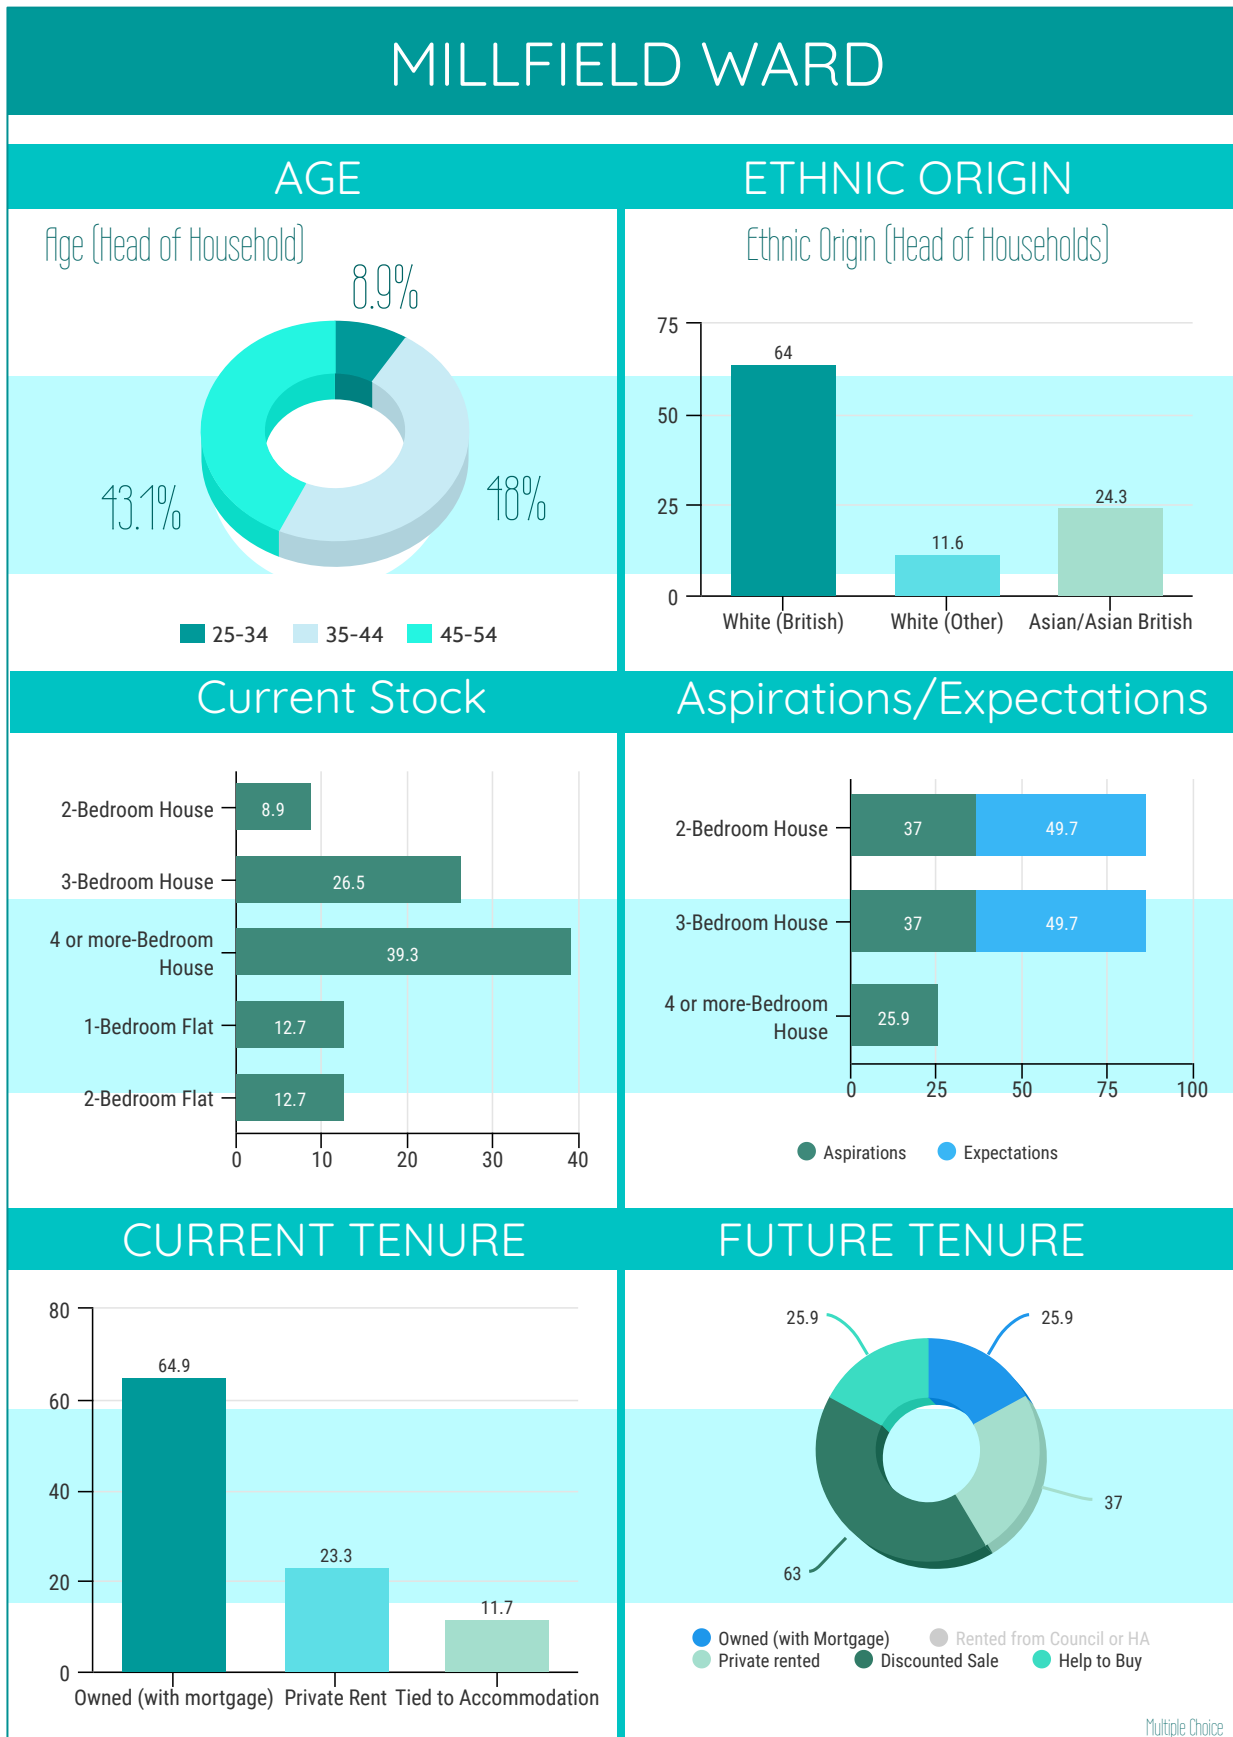 MILLFIELD WARD
AGE
Age (Head of Household)
8.9%
43.1%
48%
25-34 35-44 45-54
ETHNIC ORIGIN
Ethnic Origin (Head of Households)
75
64
50
25
24.3
11.6
0
White (British) White (Other) Asian/Asian British
Current Stock
2-Bedroom House 8.9
3-Bedroom House 26.5
4 or more-Bedroom
House
39.3
1-Bedroom Flat 12.7
2-Bedroom Flat 12.7
0 10 20 30 40
Aspirations/Expectations
2-Bedroom House 37 49.7
3-Bedroom House 37 49.7
4 or more-Bedroom
House
25.9
0 25 50 75 100
Aspirations Expectations
CURRENT TENURE
80
64.9
60
40
23.3
20
11.7
0
Owned (with mortgage) Private Rent Tied to Accommodation
FUTURE TENURE
25.9 25.9
37
63
Owned (with Mortgage) Rented from Council or HA
Private rented Discounted Sale Help to Buy
Multiple Choice